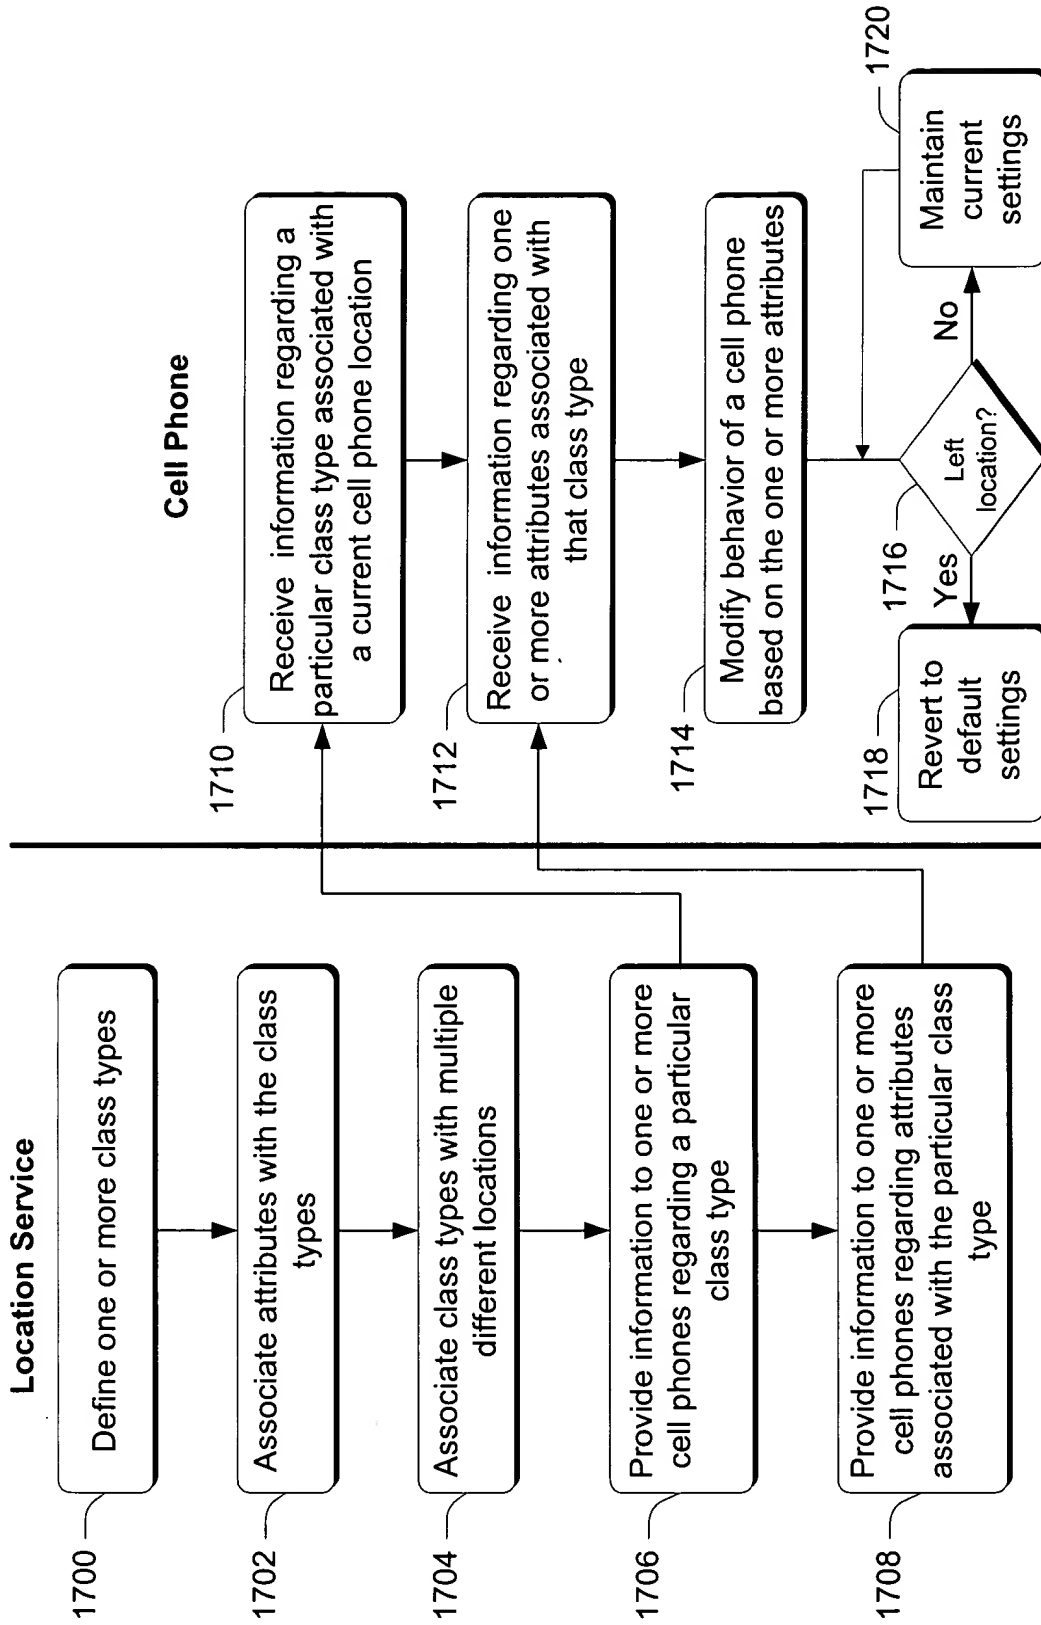 Location Service
1700
Define one or more class types
1702
Associate attributes with the class
types
1704
Associate class types with multiple
different locations
1706
Provide information to one or more
cell phones regarding a particular
class type
1708
Provide information to one or more
cell phones regarding attributes
associated with the particular class
type
Cell Phone
1710
Receive information regarding a
particular class type associated with
a current cell phone location
1712
Receive information regarding one
or more attributes associated with
that class type
1714
Modify behavior of a cell phone
based on the one or more attributes
1716
Left
location?
Yes
No
1718
Revert to
default
settings
1720
Maintain
current
settings